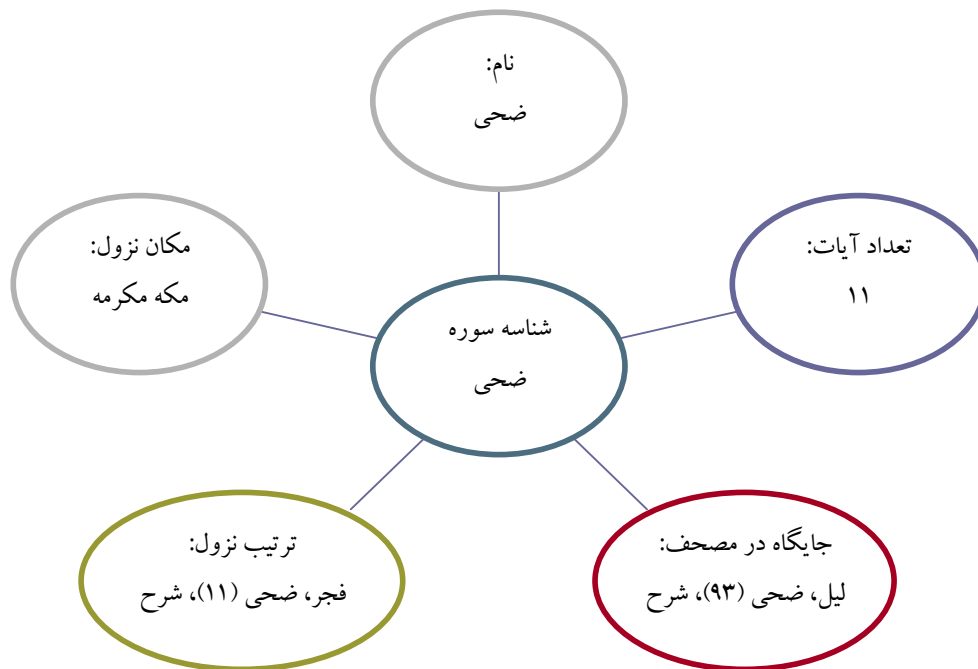 نام:
ضحی
تعداد آیات:
۱۱
مکان نزول:
مکه مکرمه
شناسه سوره
ضحی
جایگاه در مصحف:
لیل، ضحی (۹۳)، شرح
ترتیب نزول:
فجر، ضحی (۱۱)، شرح